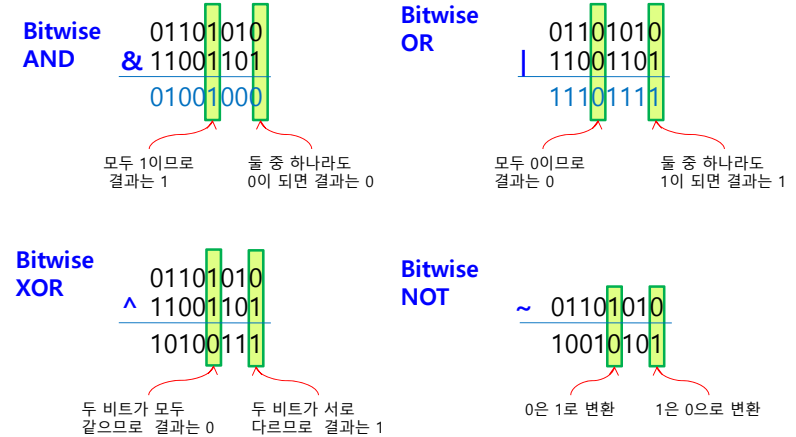 Bitwise
AND
01101010
& 11001101
01001000
모두 1이므로
결과는 1
둘 중 하나라도
0이 되면 결과는 0
Bitwise
OR
01101010
| 11001101
11101111
모두 0이므로
결과는 0
둘 중 하나라도
1이 되면 결과는 1
Bitwise
XOR
01101010
^ 11001101
10100111
두 비트가 모두
같으므로 결과는 0
두 비트가 서로
다르므로 결과는 1
Bitwise
NOT
~ 01101010
10010101
0은 1로 변환
1은 0으로 변환